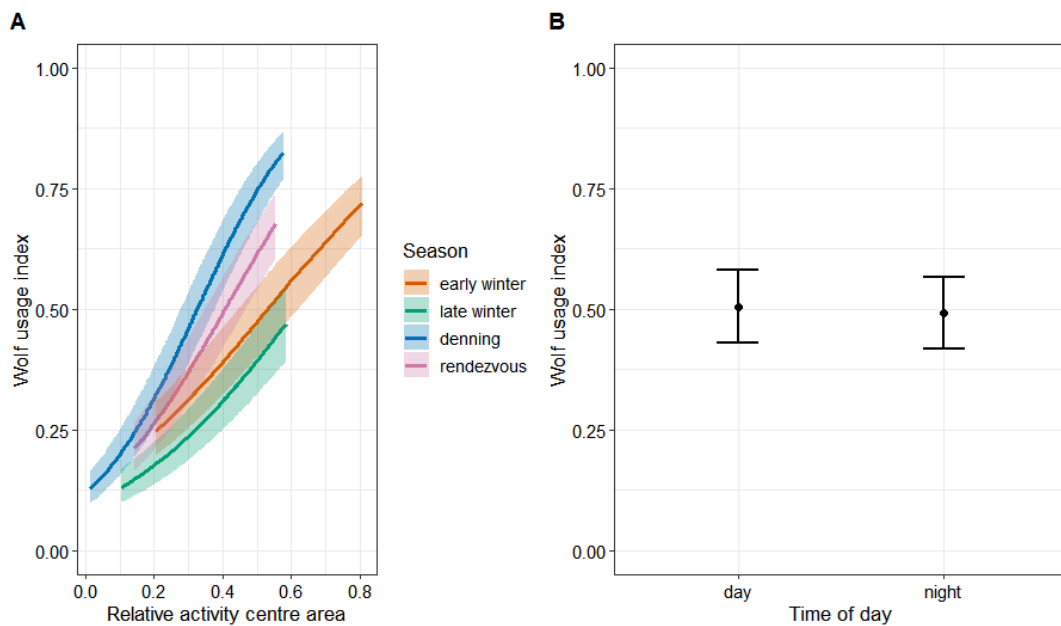 A
Wolf usage index
1.00
0.75
0.50
0.25
0.00
0.0 0.2 0.4 0.6 0.8
Relative activity centre area
Season
early winter
late winter
denning
rendezvous
B
Wolf usage index
1.00
0.75
0.50
0.25
0.00
day night
Time of day